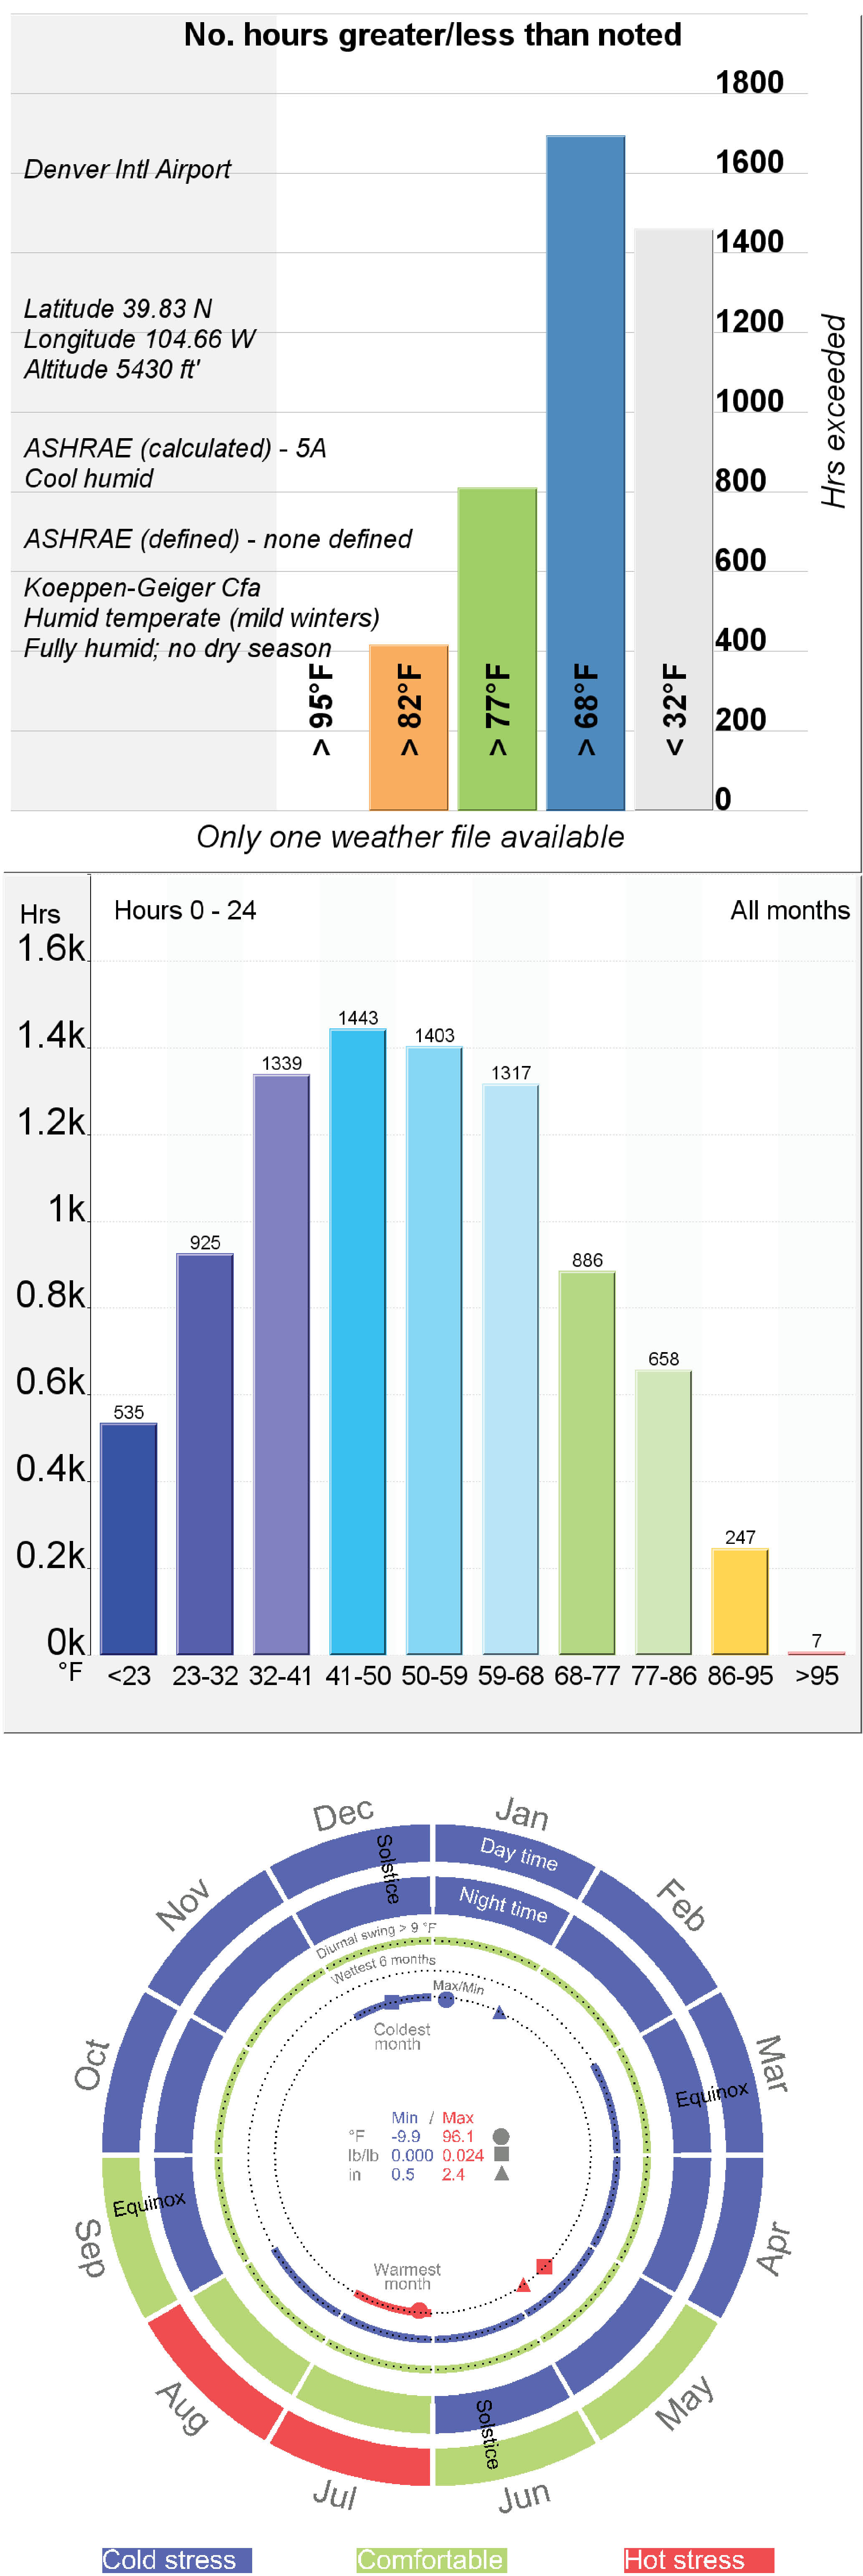 No. hours greater/less than noted
1800
Denver Intl Airport
1600
1400
Latitude 39.83 N
Longitude 104.66 W
Altitude 5430 ft'
1200
Hrs exceeded
1000
ASHRAE (calculated) - 5A
Cool humid
800
ASHRAE (defined) - none defined
600
Koeppen-Geiger Cfa
Humid temperate (mild winters)
Fully humid; no dry season
400
> 95°F
> 82°F
> 77°F
> 68°F
< 32°F
200
0
Only one weather file available
Hrs
Hours 0 - 24
All months
1.6k
1443
1.4k
1403
1339
1317
1.2k
1k
925
886
0.8k
658
0.6k
535
0.4k
247
0.2k
7
0k
°F
<23
23-32
32-41
41-50
50-59
59-68
68-77
77-86
86-95
>95
Dec
Jan
Solstice
Day time
Nov
Night time
Feb
Diurnal swing > 9 °F
Wettest 6 months
Max/Min
Coldest
month
Oct
Mar
Equinox
Min / Max
°F -9.9 96.1
lb/lb 0.000 0.024
in 0.5 2.4
Equinox
Sep
Apr
Warmest
month
Aug
May
Solstice
Jul
Jun
Cold stress
Comfortable
Hot stress